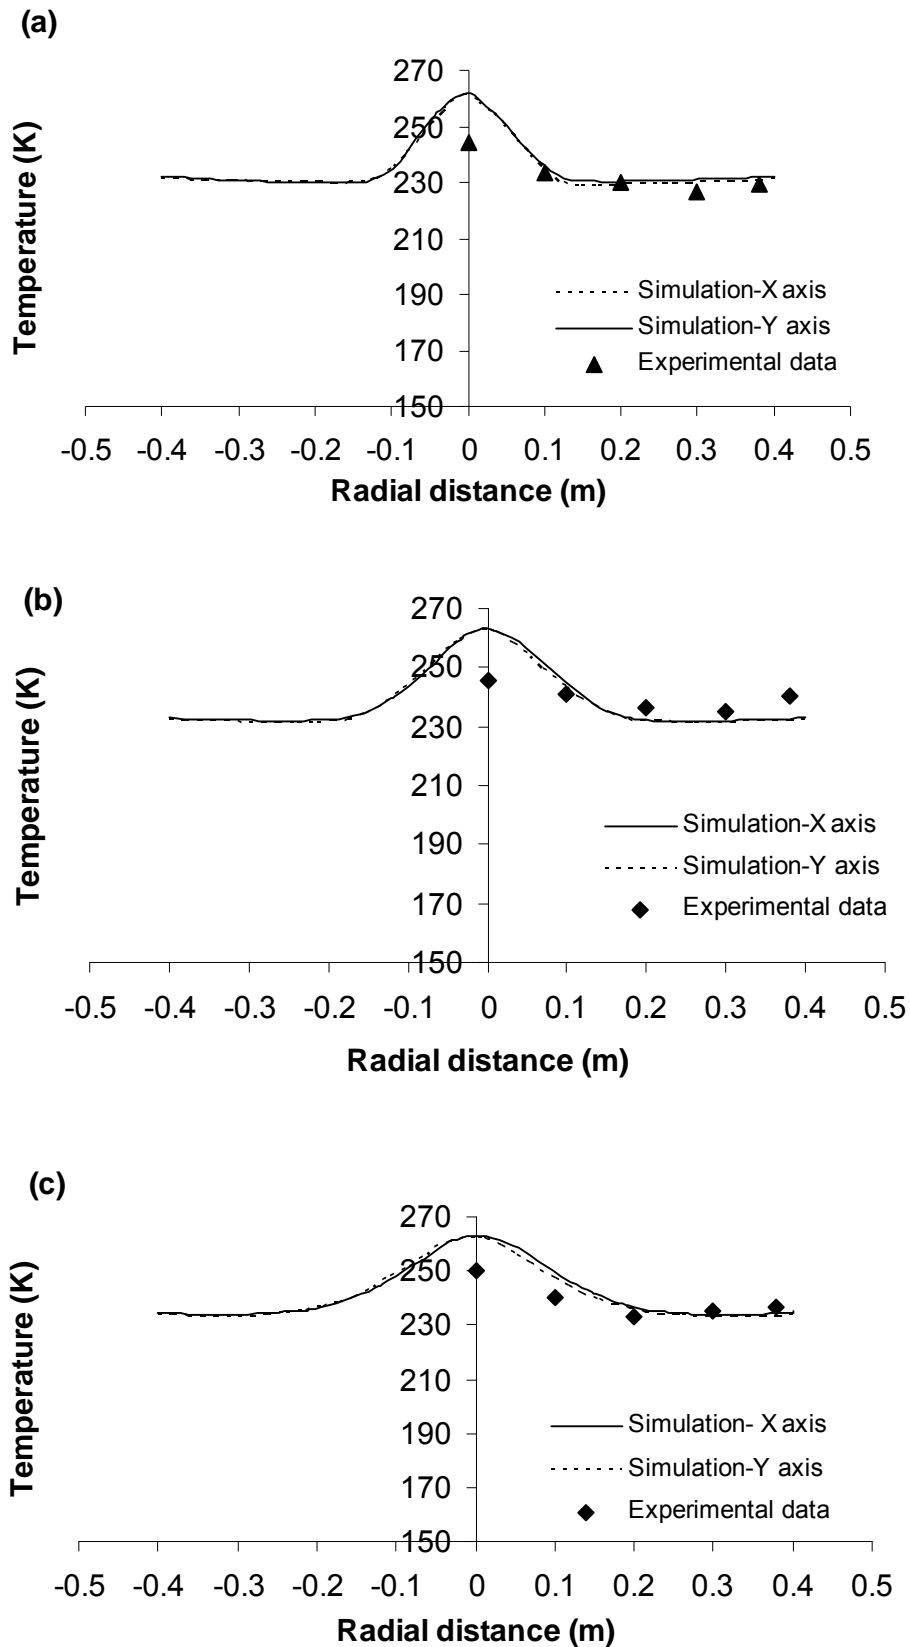 (a)
270
250
230
210
190
170
150
Temperature (K)
Simulation-X axis
Simulation-Y axis
Experimental data
-0.5 -0.4 -0.3 -0.2 -0.1 0 0.1 0.2 0.3 0.4 0.5
Radial distance (m)
(b)
270
250
230
210
190
170
150
Temperature (K)
Simulation-X axis
Simulation-Y axis
Experimental data
-0.5 -0.4 -0.3 -0.2 -0.1 0 0.1 0.2 0.3 0.4 0.5
Radial distance (m)
(c)
270
250
230
210
190
170
150
Temperature (K)
Simulation- X axis
Simulation-Y axis
Experimental data
-0.5 -0.4 -0.3 -0.2 -0.1 0 0.1 0.2 0.3 0.4 0.5
Radial distance (m)